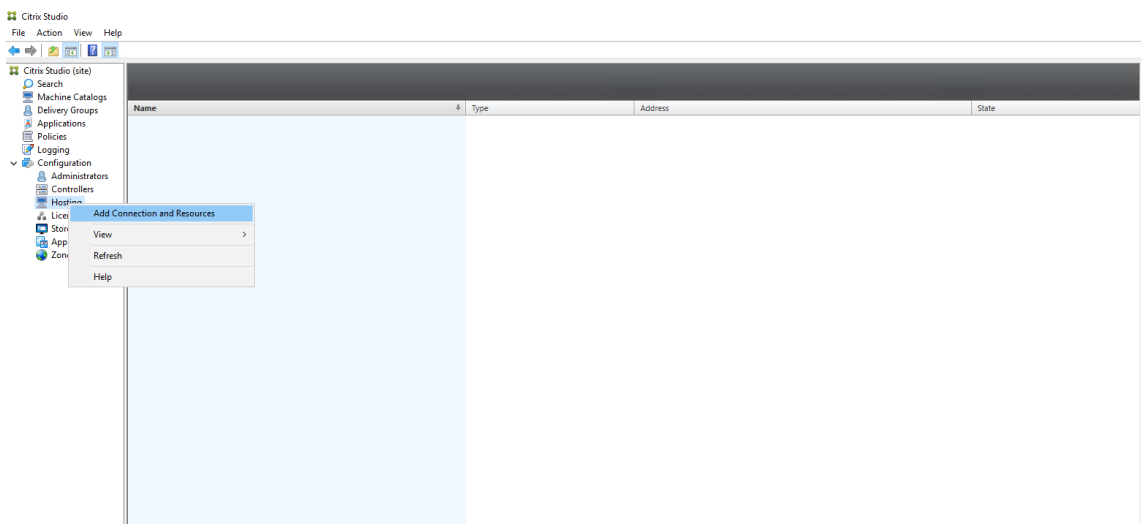 Citrix Studio
File Action View Help
Citrix Studio (site)
Search
Machine Catalogs
Delivery Groups
Applications
Policies
Logging
Configuration
Administrators
Controllers
Hosting
Name Type Address State
Add Connection and Resources
View
Refresh
Help